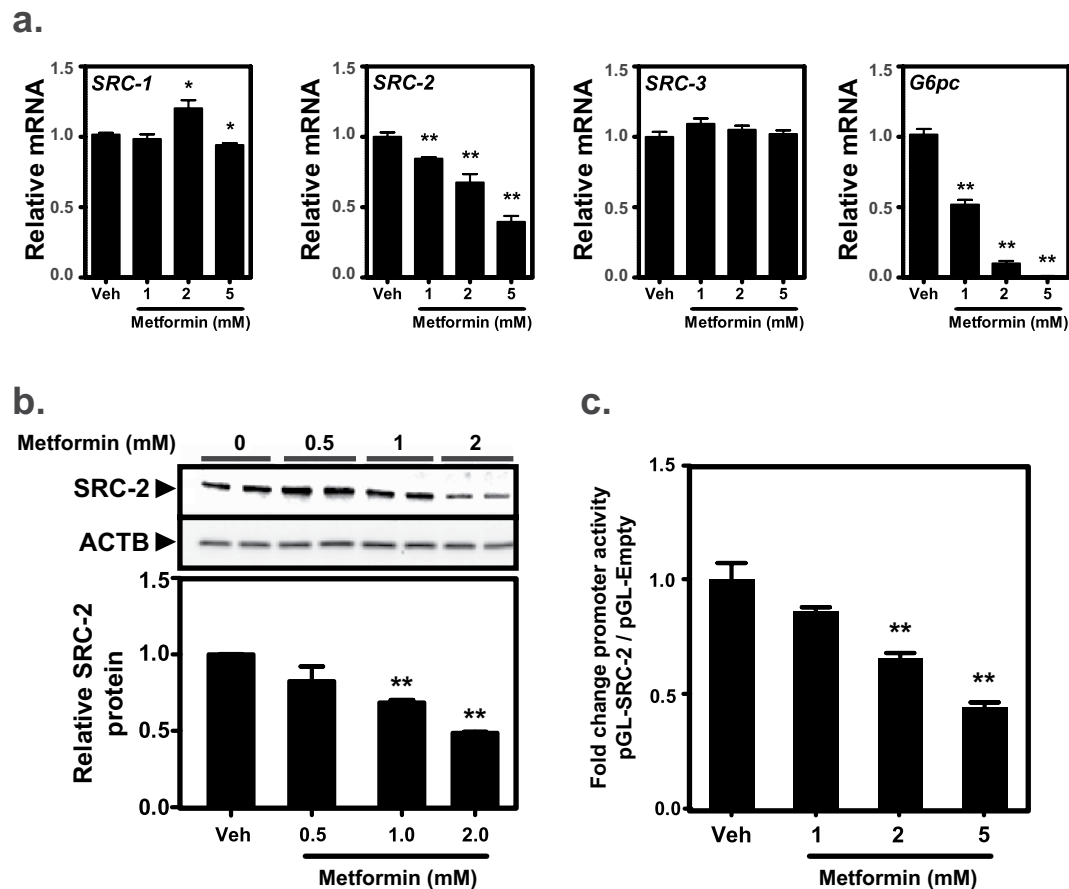 a.
SRC-1
Relative mRNA
1.5
1.0
0.5
0.0
*
*
Veh 1 2 5
Metformin (mM)
SRC-2
Relative mRNA
1.5
1.0
0.5
0.0
**
**
**
Veh 1 2 5
Metformin (mM)
SRC-3
Relative mRNA
1.5
1.0
0.5
0.0
Veh 1 2 5
Metformin (mM)
G6pc
Relative mRNA
1.5
1.0
0.5
0.0
**
**
**
Veh 1 2 5
Metformin (mM)
b.
Metformin (mM) 0 0.5 1 2
SRC-2
ACTB
Relative SRC-2
protein
1.5
1.0
0.5
0.0
**
**
Veh 0.5 1.0 2.0
Metformin (mM)
c.
Fold change promoter activity
pGL-SRC-2 / pGL-Empty
1.5
1.0
0.5
0.0
**
**
Veh 1 2 5
Metformin (mM)